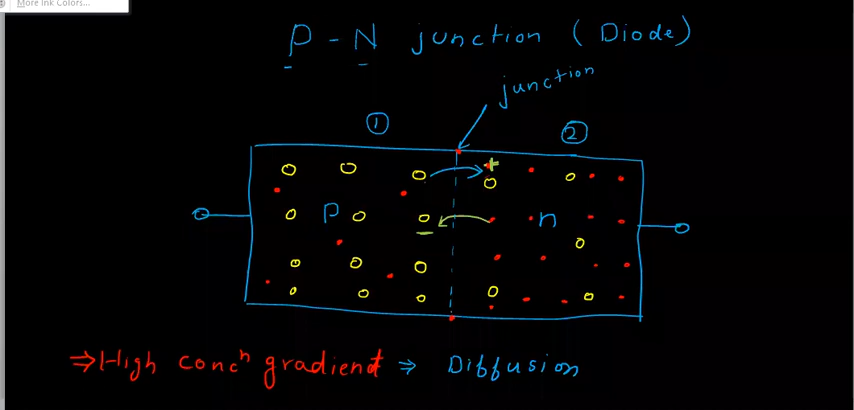 More Ink Colors...
P - N junction (Diode)
junction
① ②
P n
⇒ High concⁿ gradient ⇒ Diffusion